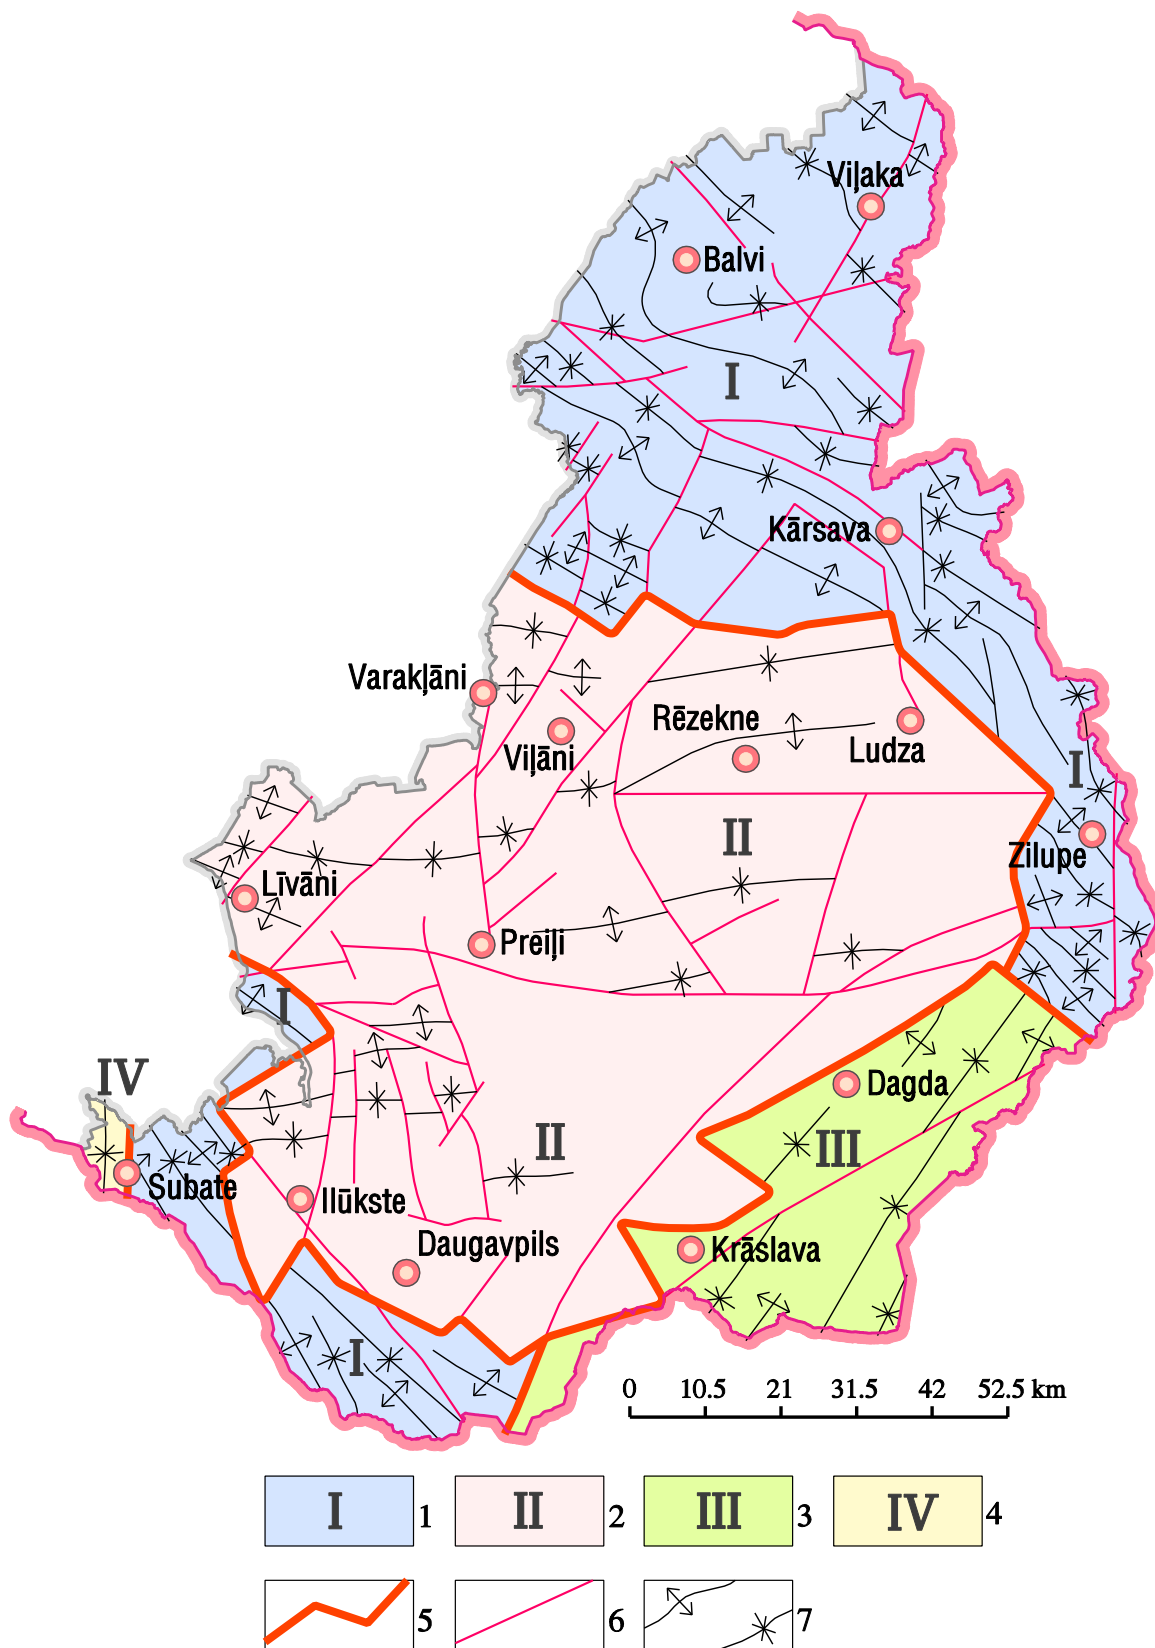 Viļaka
Balvi
I
Kārsava
Varakļāni
Rēzekne
Viļāni
Ludza
I
II
Zilupe
Līvāni
Preiļi
I
IV
Dagda
II
III
Subate
Ilūkste
Daugavpils
Krāslava
I
0 10.5 21 31.5 42 52.5 km
I 1 II 2 III 3 IV 4
5 6 7